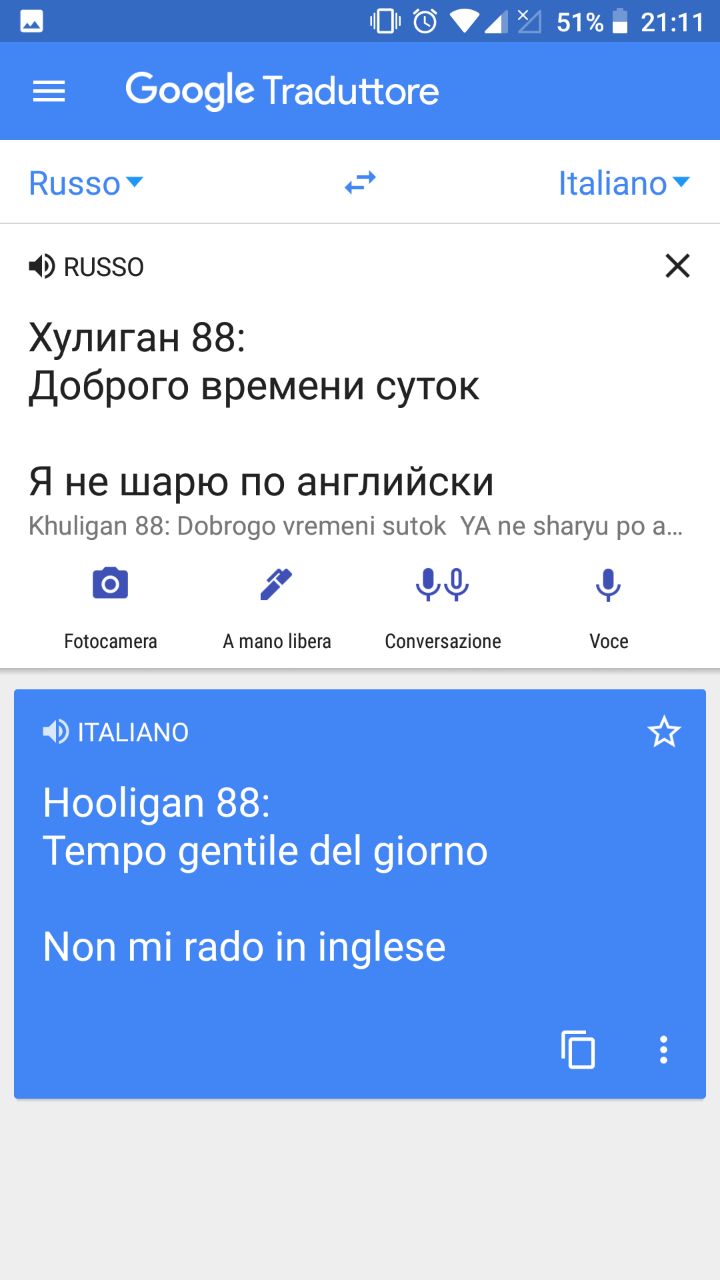 51% 21:11
Google Traduttore
Russo Italiano
RUSSO
Хулиган 88:
Доброго времени суток
Я не шарю по английски
Khuligan 88: Dobrogo vremeni sutok YA ne sharyu po a...
Fotocamera A mano libera Conversazione Voce
ITALIANO
Hooligan 88:
Tempo gentile del giorno
Non mi rado in inglese